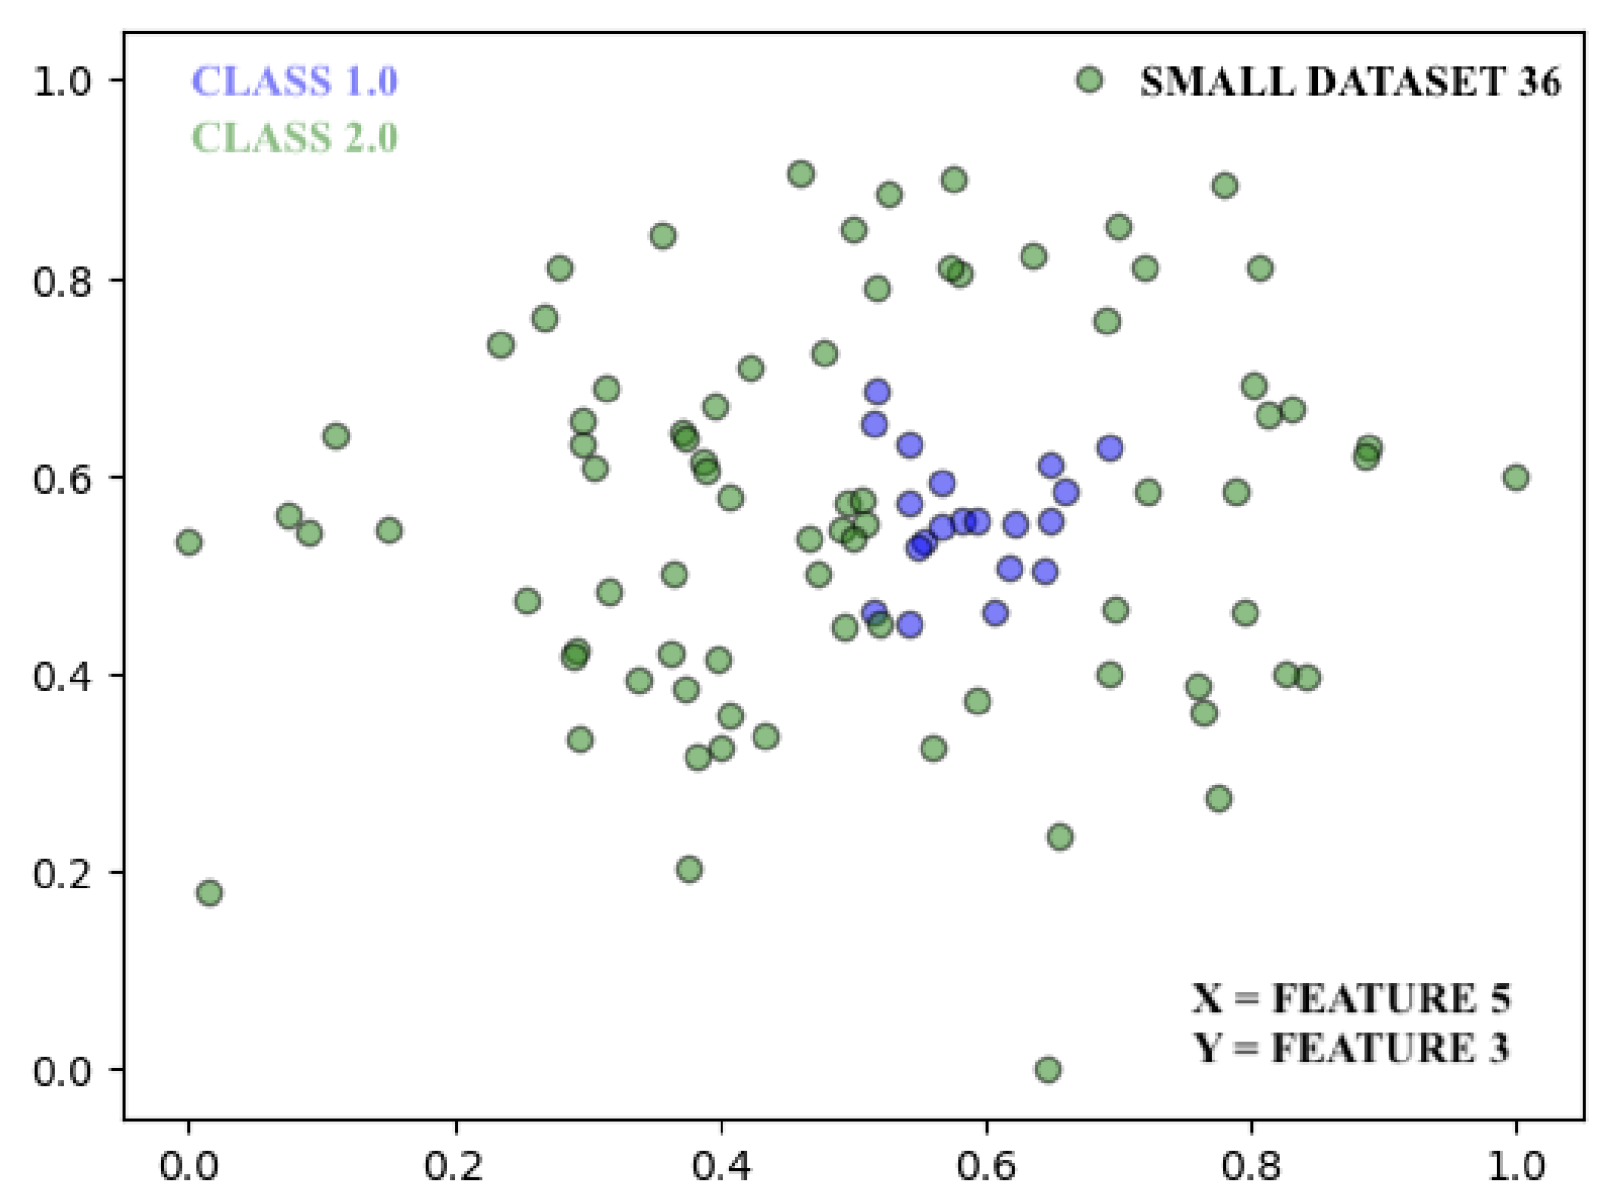 CLASS 1.0
CLASS 2.0
SMALL DATASET 36
1.0
0.8
0.6
0.4
0.2
0.0
X = FEATURE 5
Y = FEATURE 3
0.0 0.2 0.4 0.6 0.8 1.0